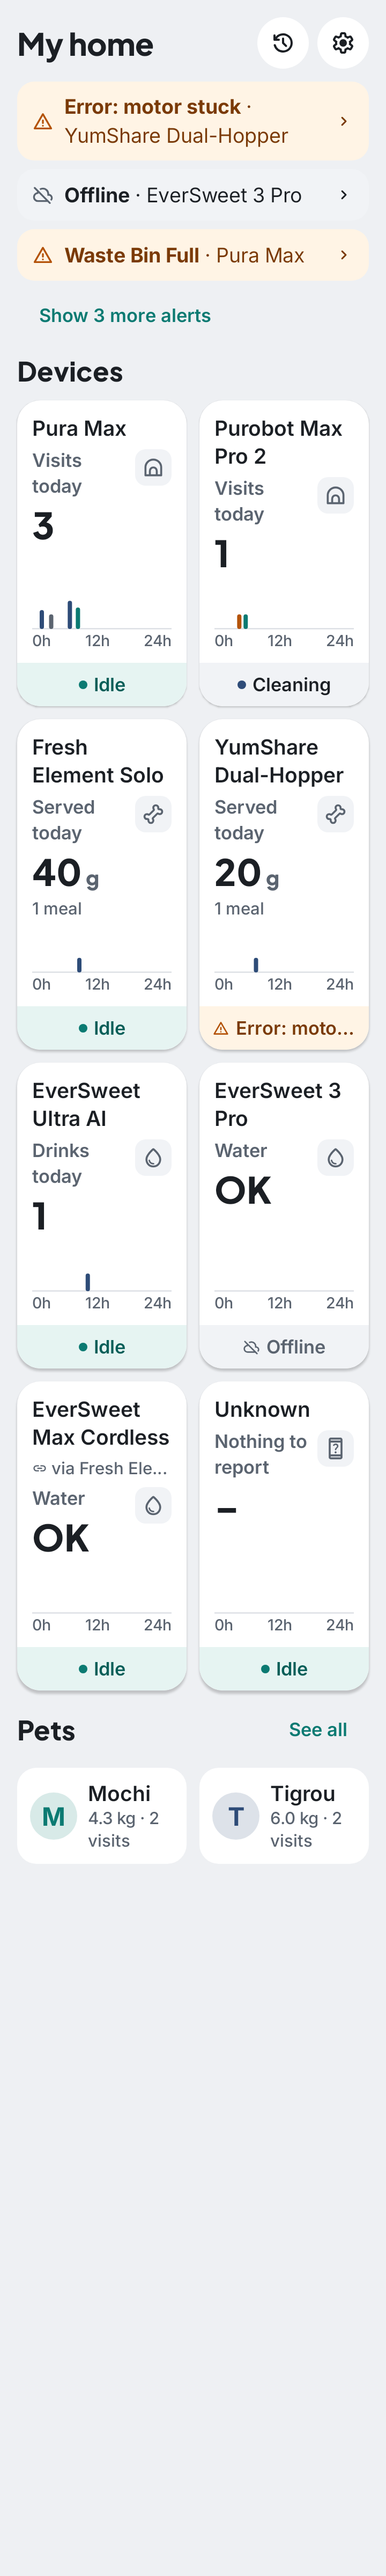 My home
Error: motor stuck ·
YumShare Dual-Hopper
Offline · EverSweet 3 Pro
Waste Bin Full · Pura Max
Show 3 more alerts
Devices
Pura Max
Visits
today
3
0h 12h 24h
Idle
Purobot Max
Pro 2
Visits
today
1
0h 12h 24h
Cleaning
Fresh
Element Solo
Served
today
40 g
1 meal
0h 12h 24h
Idle
YumShare
Dual-Hopper
Served
today
20 g
1 meal
0h 12h 24h
Error: moto...
EverSweet
Ultra AI
Drinks
today
1
0h 12h 24h
Idle
EverSweet 3
Pro
Water
OK
0h 12h 24h
Offline
EverSweet
Max Cordless
via Fresh Ele...
Water
OK
0h 12h 24h
Idle
Unknown
Nothing to
report
–
0h 12h 24h
Idle
Pets
See all
M
Mochi
4.3 kg · 2
visits
T
Tigrou
6.0 kg · 2
visits